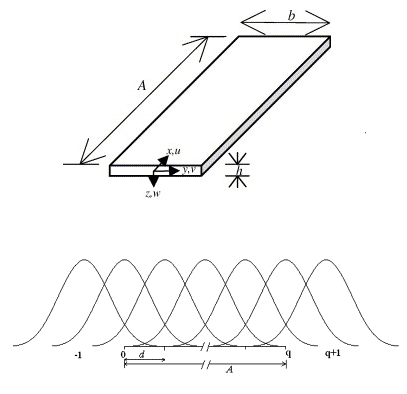 b
A
x,u
y,v
h
z,w
-1 0 d q q+1
A